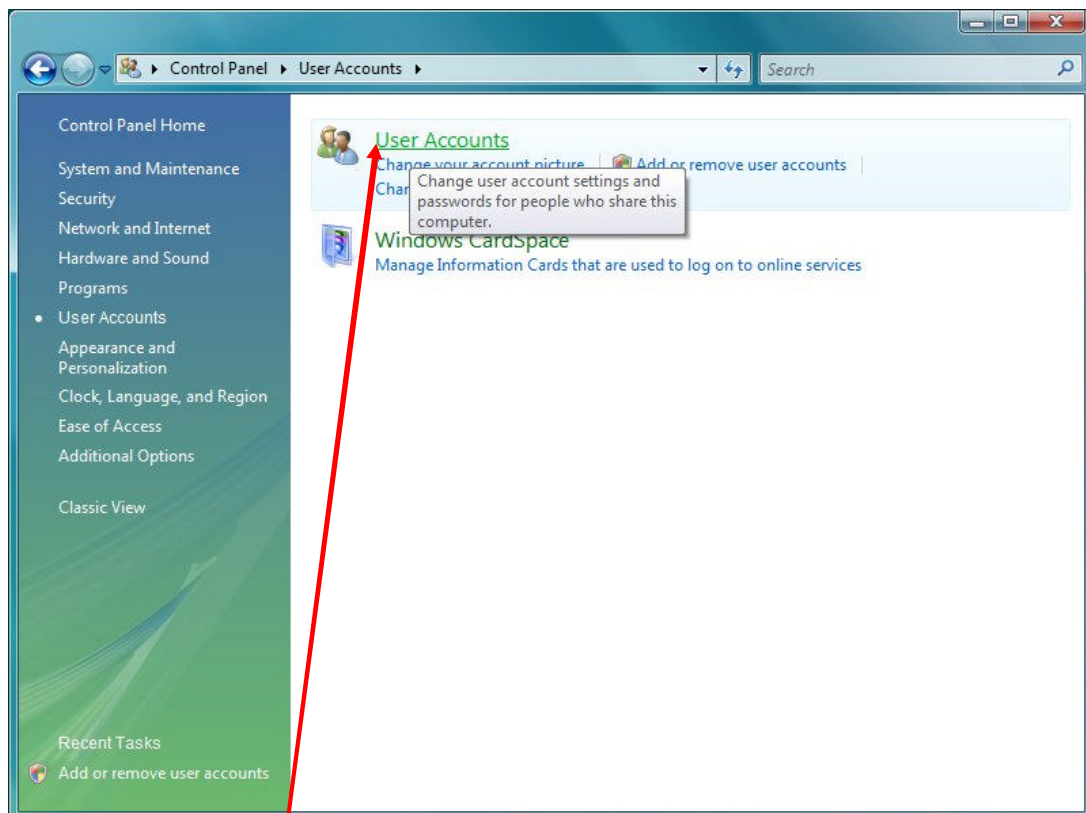 Control Panel
User Accounts
Search
Control Panel Home
System and Maintenance
Security
Network and Internet
Hardware and Sound
Programs
User Accounts
Appearance and
Personalization
Clock, Language, and Region
Ease of Access
Additional Options
Classic View
Recent Tasks
Add or remove user accounts
User Accounts
Change your account picture
Add or remove user accounts
Change user account settings and
passwords for people who share this
computer.
Windows CardSpace
Manage Information Cards that are used to log on to online services